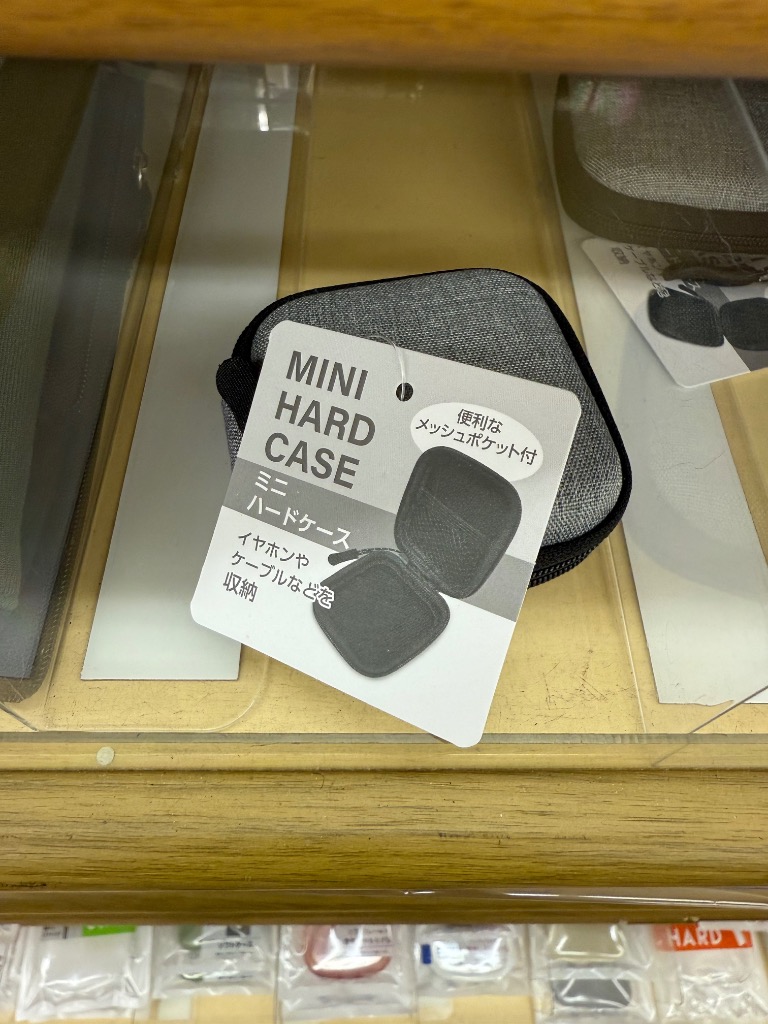 MINI
HARD
CASE
便利な
メッシュポケット付
ミニ
ハードケース
イヤホンや
ケーブルなどを
収納
収納
HARD